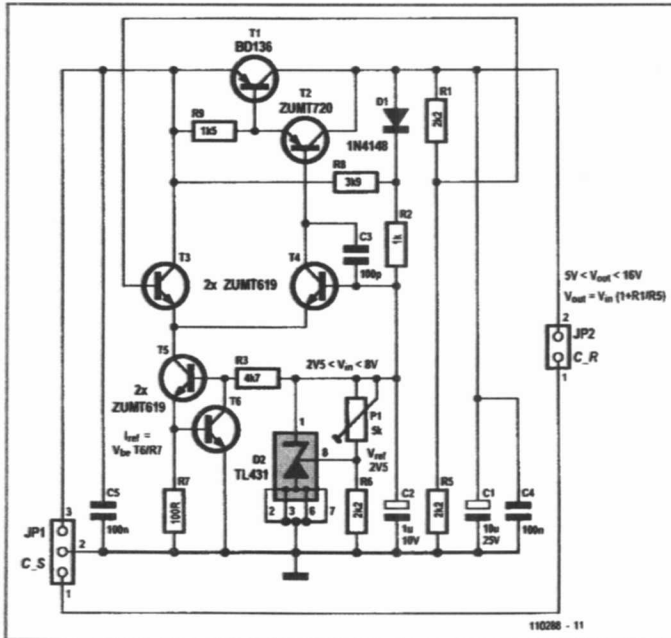 T1
BD136
T2
ZUMT720
R9
1k5
D1
1N4148
R1
2k2
R8
3k9
R2
1k
C3
100p
T3
2x ZUMT619
T4
5V < Vout < 16V
Vout = Vin (1+R1/R5)
2
JP2
C_R
1
T5
R3
4k7
2V5 < Vin < 8V
2x
ZUMT619
T6
Iref =
Vbe T6/R7
1
P1
5k
8
Vref
2V5
D2
TL431
R7
100R
2
3
6
7
R6
2k2
C2
1u
10V
R5
2k2
C1
10u
25V
C4
100n
C5
100n
3
JP1
2
C_S
1
110288 - 11